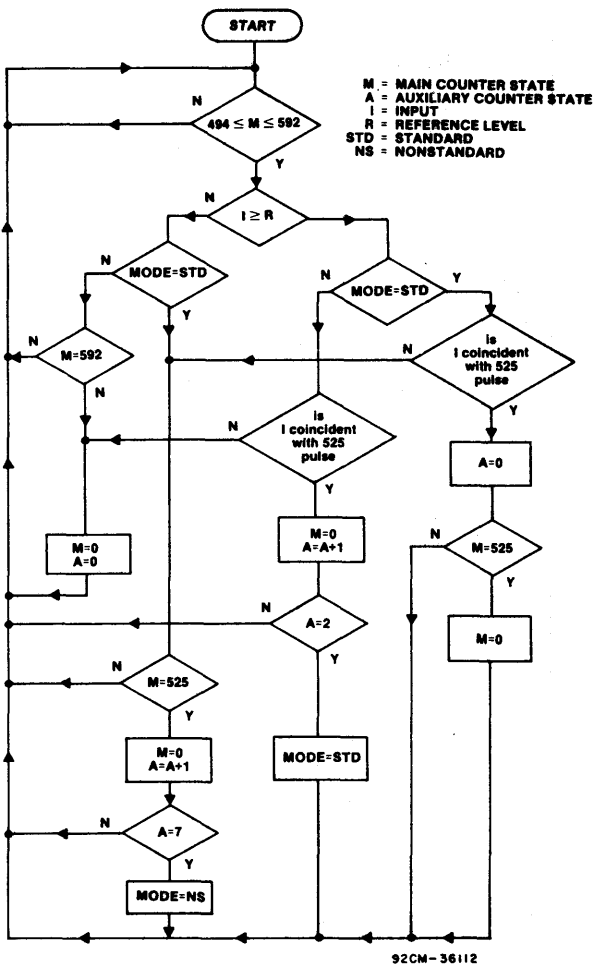 START
M = MAIN COUNTER STATE
A = AUXILIARY COUNTER STATE
I = INPUT
R = REFERENCE LEVEL
STD = STANDARD
NS = NONSTANDARD
N
494 ≤ M ≤ 592
Y
N
I ≥ R
N
MODE=STD
Y
N
MODE=STD
Y
N
M=592
N
N
is
I coincident
with 525
pulse
Y
N
is
I coincident
with 525
pulse
Y
A=0
M=0
A=0
M=0
A=A+1
N
M=525
Y
N
A=2
Y
M=0
N
M=525
Y
M=0
A=A+1
MODE=STD
N
A=7
Y
MODE=NS
92CM-36112